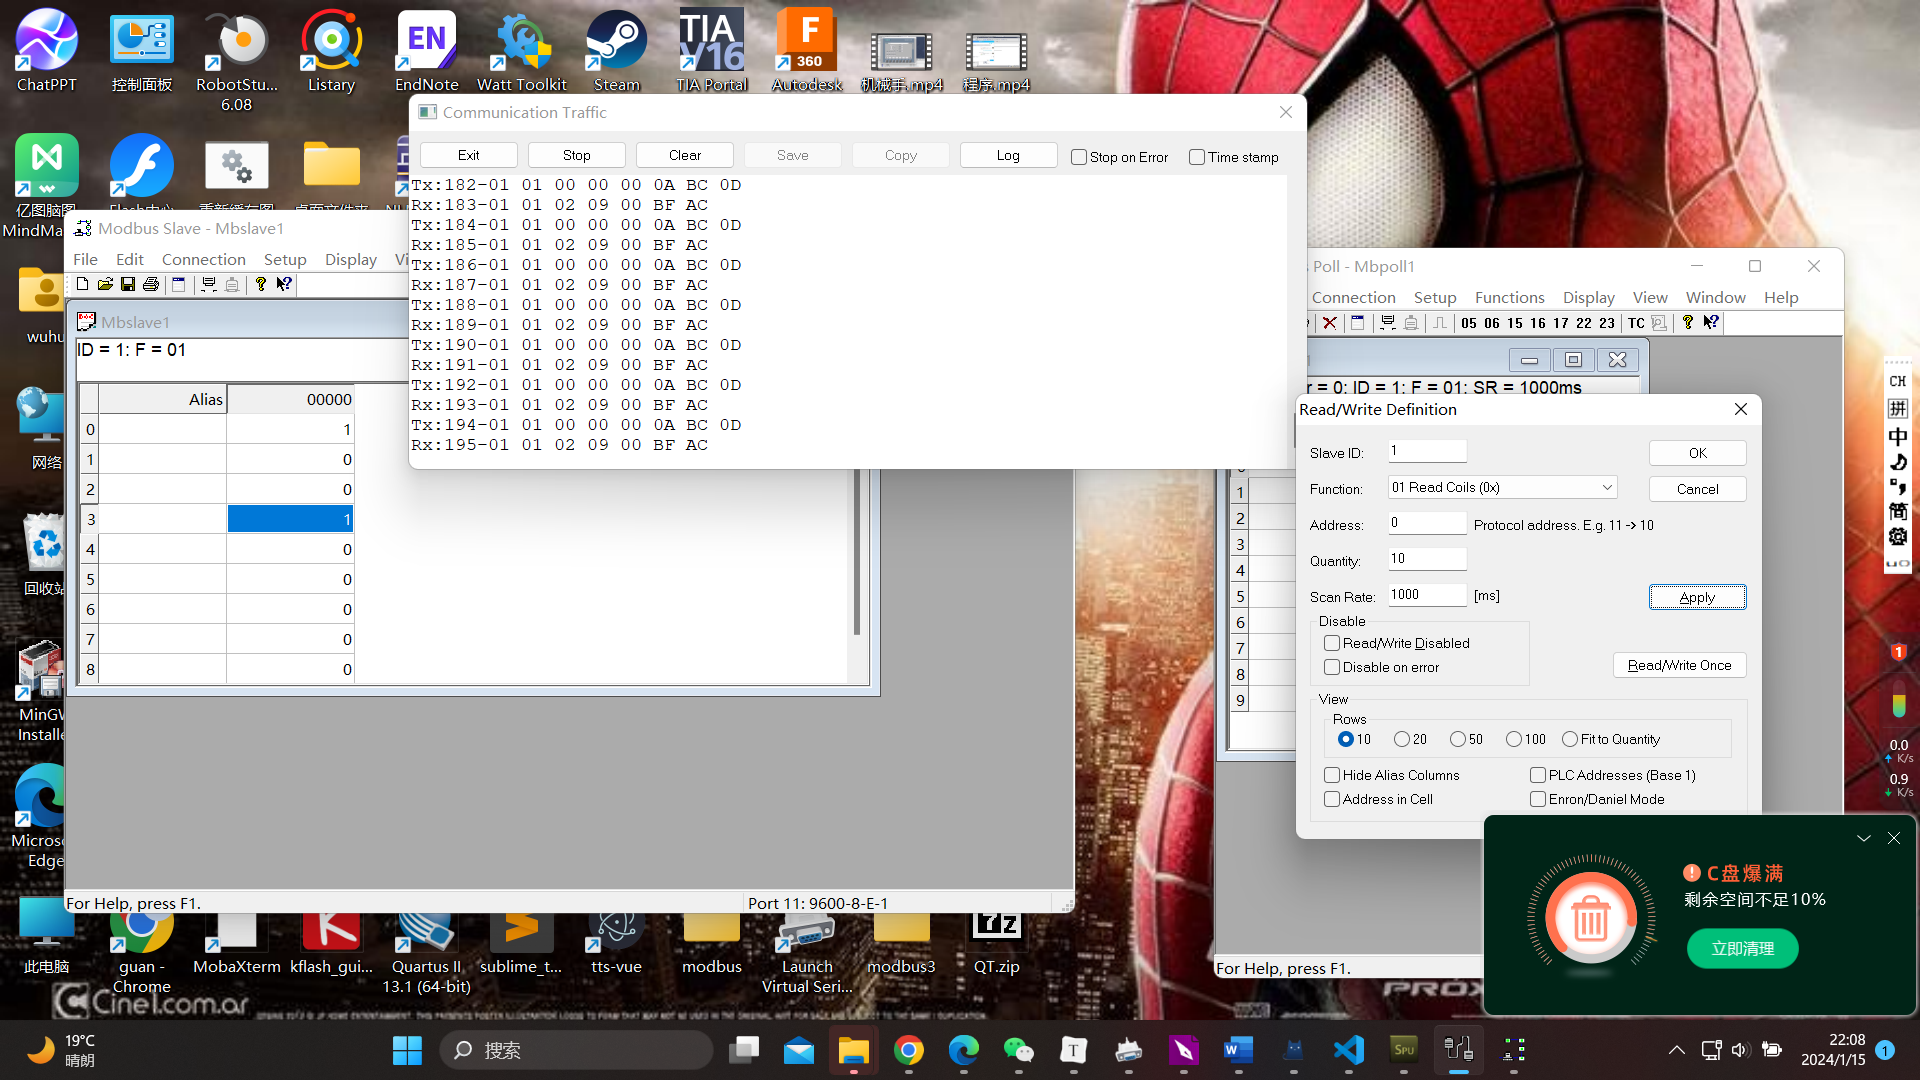 ChatPPT
控制面板
RobotStu...
6.08
Listary
EN
EndNote
Watt Toolkit
Steam
TIA
V16
TIA Portal
F
360
Autodesk
机械手.mp4
程序.mp4
亿图脑图
MindMa
wuhu
网络
回收站
MinGW
Installe
Microso
Edge
此电脑
Communication Traffic
Exit
Stop
Clear
Save
Copy
Log
Stop on Error
Time stamp
Tx:182-01 01 00 00 00 0A BC 0D
Rx:183-01 01 02 09 00 BF AC
Tx:184-01 01 00 00 00 0A BC 0D
Rx:185-01 01 02 09 00 BF AC
Tx:186-01 01 00 00 00 0A BC 0D
Rx:187-01 01 02 09 00 BF AC
Tx:188-01 01 00 00 00 0A BC 0D
Rx:189-01 01 02 09 00 BF AC
Tx:190-01 01 00 00 00 0A BC 0D
Rx:191-01 01 02 09 00 BF AC
Tx:192-01 01 00 00 00 0A BC 0D
Rx:193-01 01 02 09 00 BF AC
Tx:194-01 01 00 00 00 0A BC 0D
Rx:195-01 01 02 09 00 BF AC
Modbus Slave - Mbslave1
File Edit Connection Setup Display Vi
Mbslave1
ID = 1: F = 01
Alias 00000
0 1
1 0
2 0
3 1
4 0
5 0
6 0
7 0
8 0
For Help, press F1.
Port 11: 9600-8-E-1
s Poll - Mbpoll1
Connection Setup Functions Display View Window Help
05 06 15 16 17 22 23 TC
r = 0: ID = 1: F = 01: SR = 1000ms
1
2
3
4
5
6
7
8
9
For Help, press F1.
Read/Write Definition
Slave ID: 1
OK
Function: 01 Read Coils (0x)
Cancel
Address: 0 Protocol address. E.g. 11 -> 10
Quantity: 10
Scan Rate: 1000 [ms]
Apply
Disable
Read/Write Disabled
Disable on error
Read/Write Once
View
Rows
10 20 50 100 Fit to Quantity
Hide Alias Columns
PLC Addresses (Base 1)
Address in Cell
Enron/Daniel Mode
CH
拼
中
简
1
0.0
K/s
0.9
K/s
C盘爆满
剩余空间不足10%
立即清理
guan -
Chrome
MobaXterm
kflash_gui...
Quartus II
13.1 (64-bit)
sublime_t...
tts-vue
modbus
Launch
Virtual Seri...
modbus3
7z
QT.zip
Cinel.com.ar
PROX
19°C
晴朗
搜索
T
W
SPU
22:08
2024/1/15
1